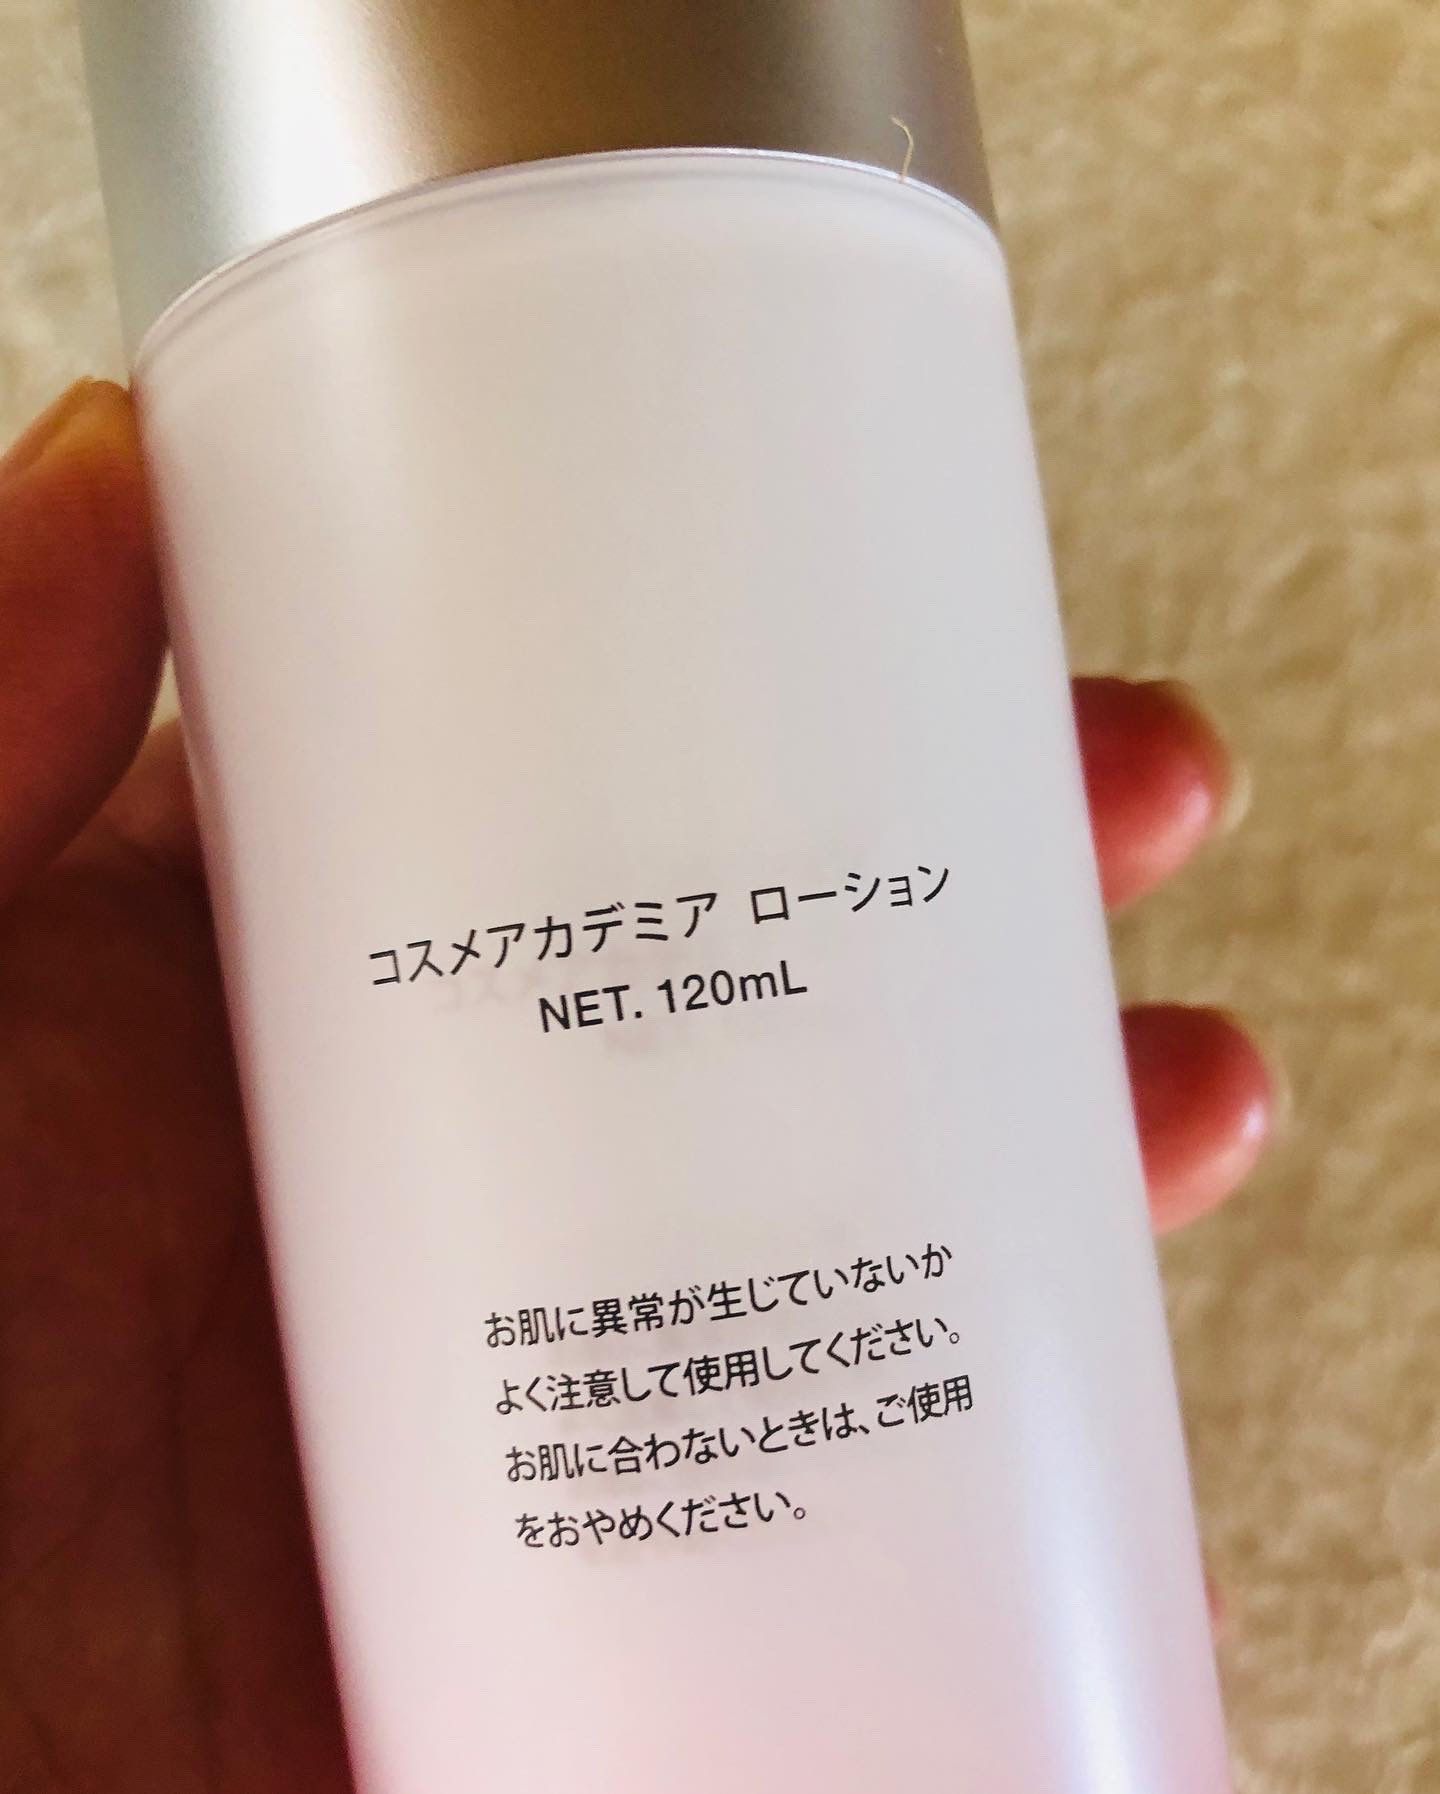 コスメアカデミア ローション
NET. 120mL
お肌に異常が生じていないか
よく注意して使用してください。
お肌に合わないときは、ご使用
をおやめください。